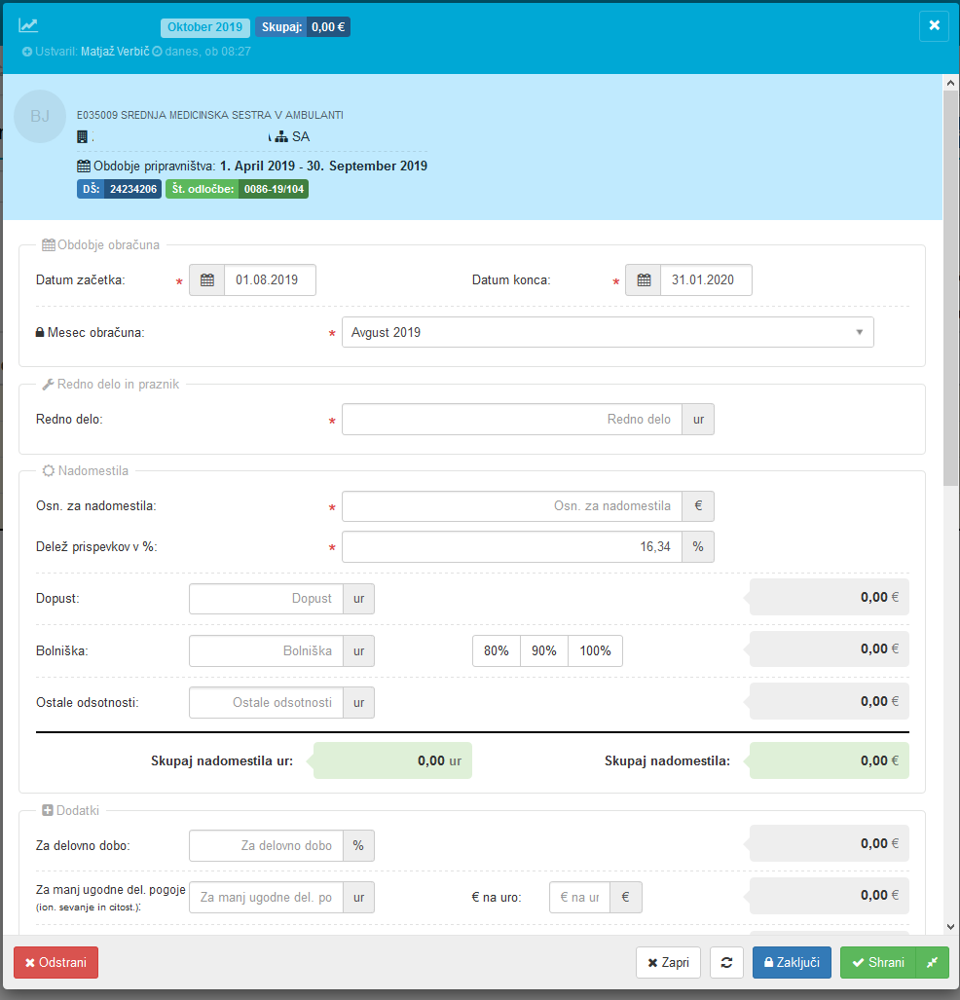 Oktober 2019 Skupaj: 0,00 €
Ustvaril: Matjaž Verbič danes, ob 08:27
BJ
E035009 SREDNJA MEDICINSKA SESTRA V AMBULANTI
. SA
Obdobje pripravništva: 1. April 2019 - 30. September 2019
DŠ: 24234206 Št. odločbe: 0086-19/104
Obdobje obračuna
Datum začetka: * 01.08.2019 Datum konca: * 31.01.2020
Mesec obračuna: * Avgust 2019
Redno delo in praznik
Redno delo: * Redno delo ur
Nadomestila
Osn. za nadomestila: * Osn. za nadomestila €
Delež prispevkov v %: * 16,34 %
Dopust: Dopust ur 0,00 €
Bolniška: Bolniška ur 80% 90% 100% 0,00 €
Ostale odsotnosti: Ostale odsotnosti ur 0,00 €
Skupaj nadomestila ur: 0,00 ur Skupaj nadomestila: 0,00 €
Dodatki
Za delovno dobo: Za delovno dobo % 0,00 €
Za manj ugodne del. pogoje
(ion. sevanje in citost.): Za manj ugodne del. po ur € na uro: € na ur € 0,00 €
Odstrani Zapri Zaključi Shrani